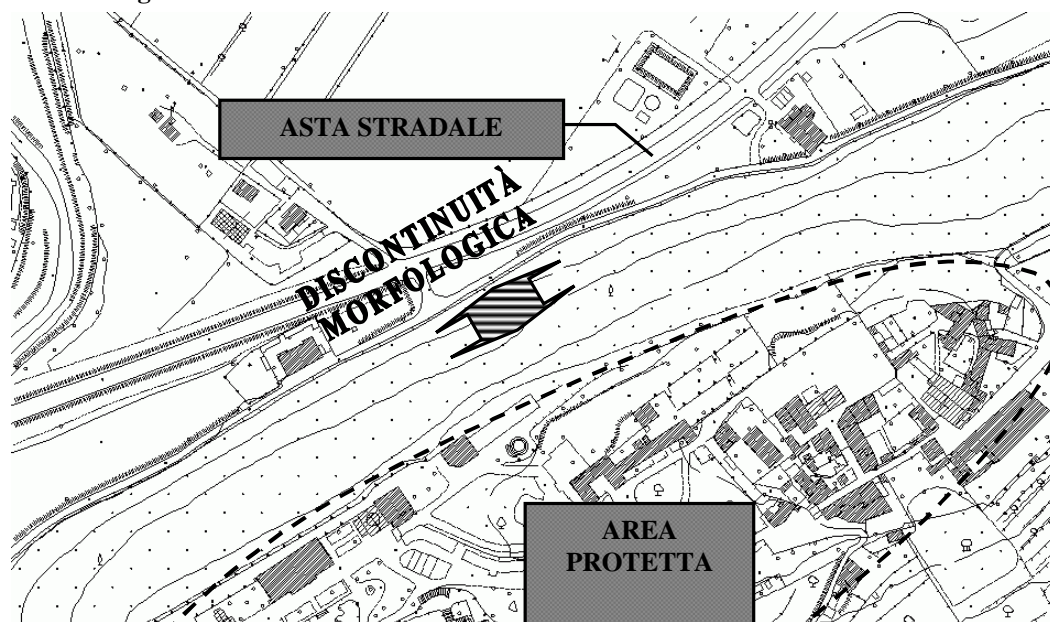 ASTA STRADALE
DISCONTINUITÀ
MORFOLOGICA
AREA
PROTETTA